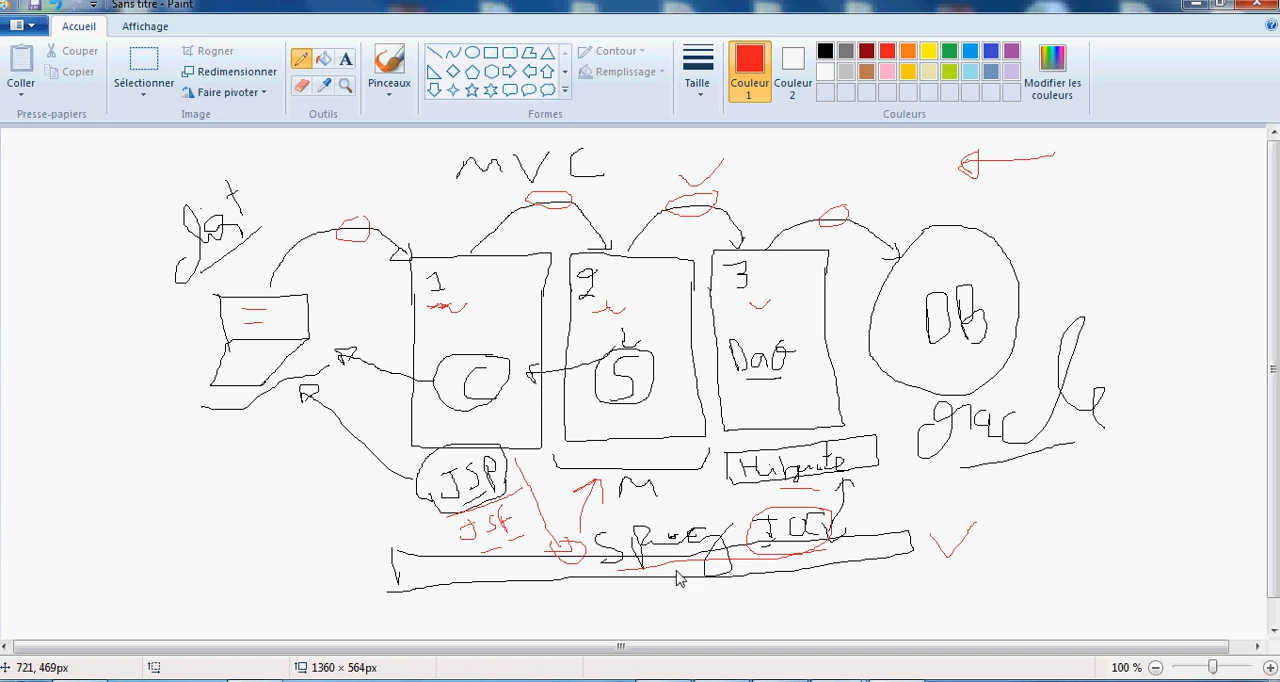 Sans titre - Paint
Accueil
Affichage
Coller
Couper
Copier
Presse-papiers
Sélectionner
Rogner
Redimensionner
Faire pivoter
Image
A
Outils
Pinceaux
Contour
Remplissage
Formes
Taille
Couleur 1
Couleur 2
Modifier les couleurs
Couleurs
MVC
1
2
3
C
S
Dao
DB
JSP
M
JSF
Spring
IOC
721, 469px
1360 × 564px
100 %